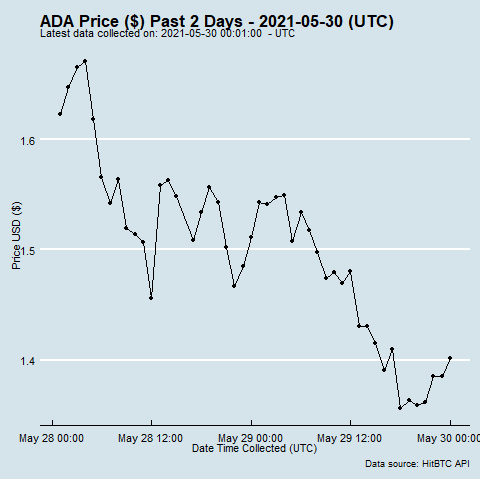 ADA Price ($) Past 2 Days - 2021-05-30 (UTC)
Latest data collected on: 2021-05-30 00:01:00 - UTC
1.6
1.5
1.4
Price USD ($)
May 28 00:00
May 28 12:00
May 29 00:00
May 29 12:00
May 30 00:00
Date Time Collected (UTC)
Data source: HitBTC API